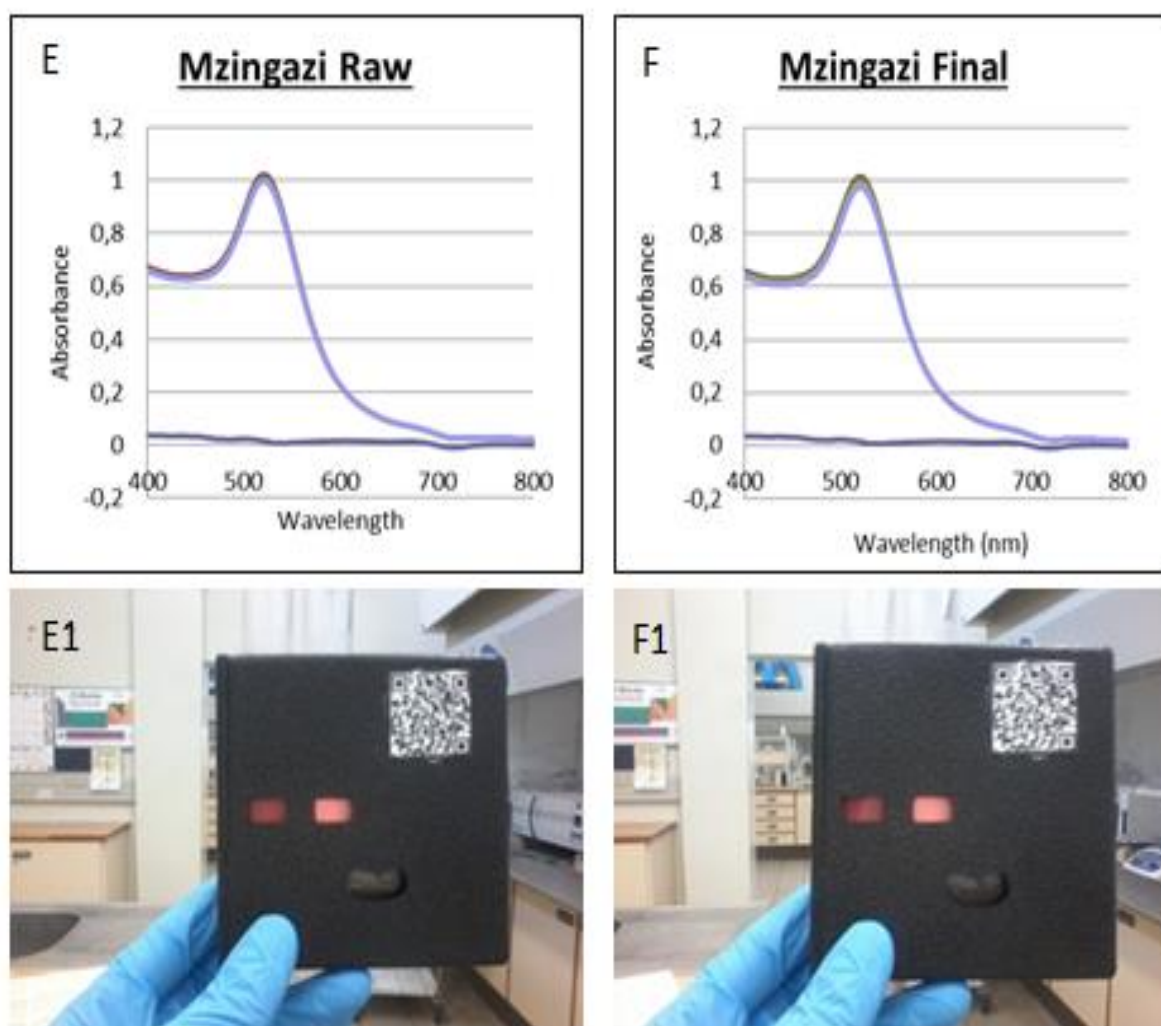 E
Mzingazi Raw
1,2
1
0,8
0,6
0,4
0,2
0
-0,2
400 500 600 700 800
Absorbance
Wavelength
F
Mzingazi Final
1,2
1
0,8
0,6
0,4
0,2
0
-0,2
400 500 600 700 800
Absorbance
Wavelength (nm)
E1
F1